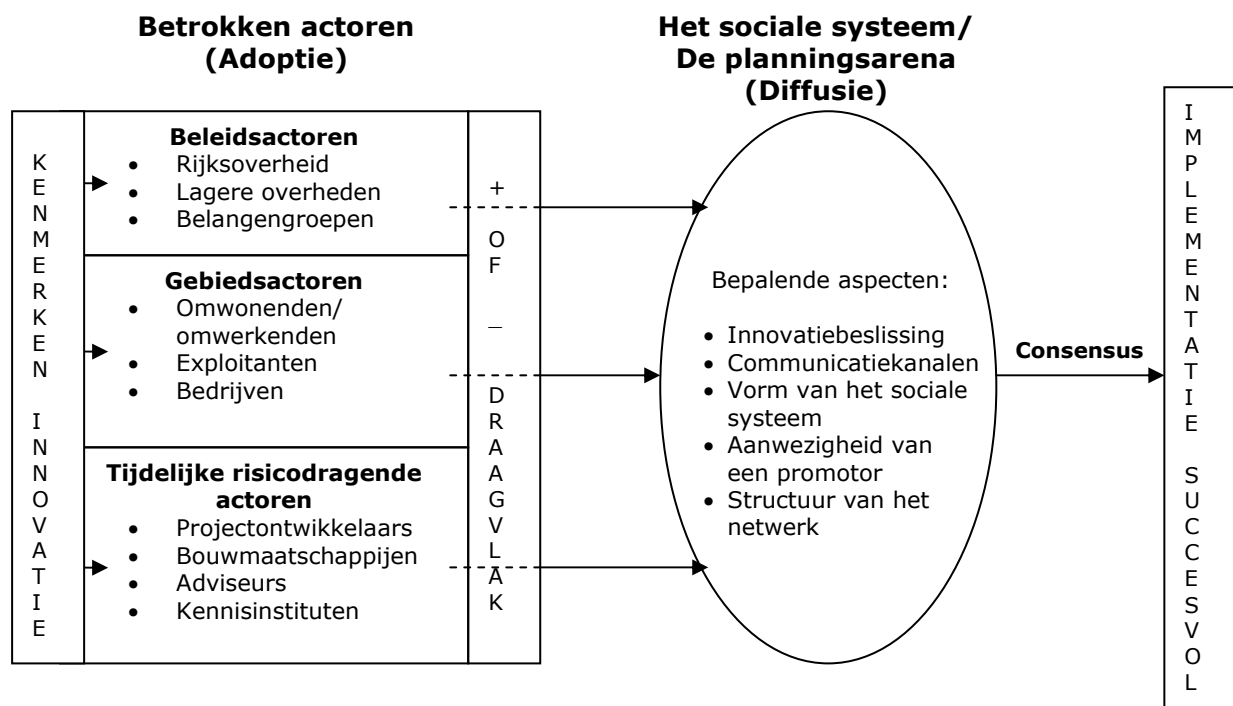 Betrokken actoren
(Adoptie)
Het sociale systeem/
De planningsarena
(Diffusie)
KENMERKEN INNOVATIE
Beleidsactoren
• Rijksoverheid
• Lagere overheden
• Belangengroepen
Gebiedsactoren
• Omwonenden/
omwerkenden
• Exploitanten
• Bedrijven
Tijdelijke risicodragende
actoren
• Projectontwikkelaars
• Bouwmaatschappijen
• Adviseurs
• Kennisinstituten
+ OF – DRAAGVLAK
Bepalende aspecten:
• Innovatiebeslissing
• Communicatiekanalen
• Vorm van het sociale
systeem
• Aanwezigheid van
een promotor
• Structuur van het
netwerk
Consensus
IMPLEMENTATIE SUCCESVOL